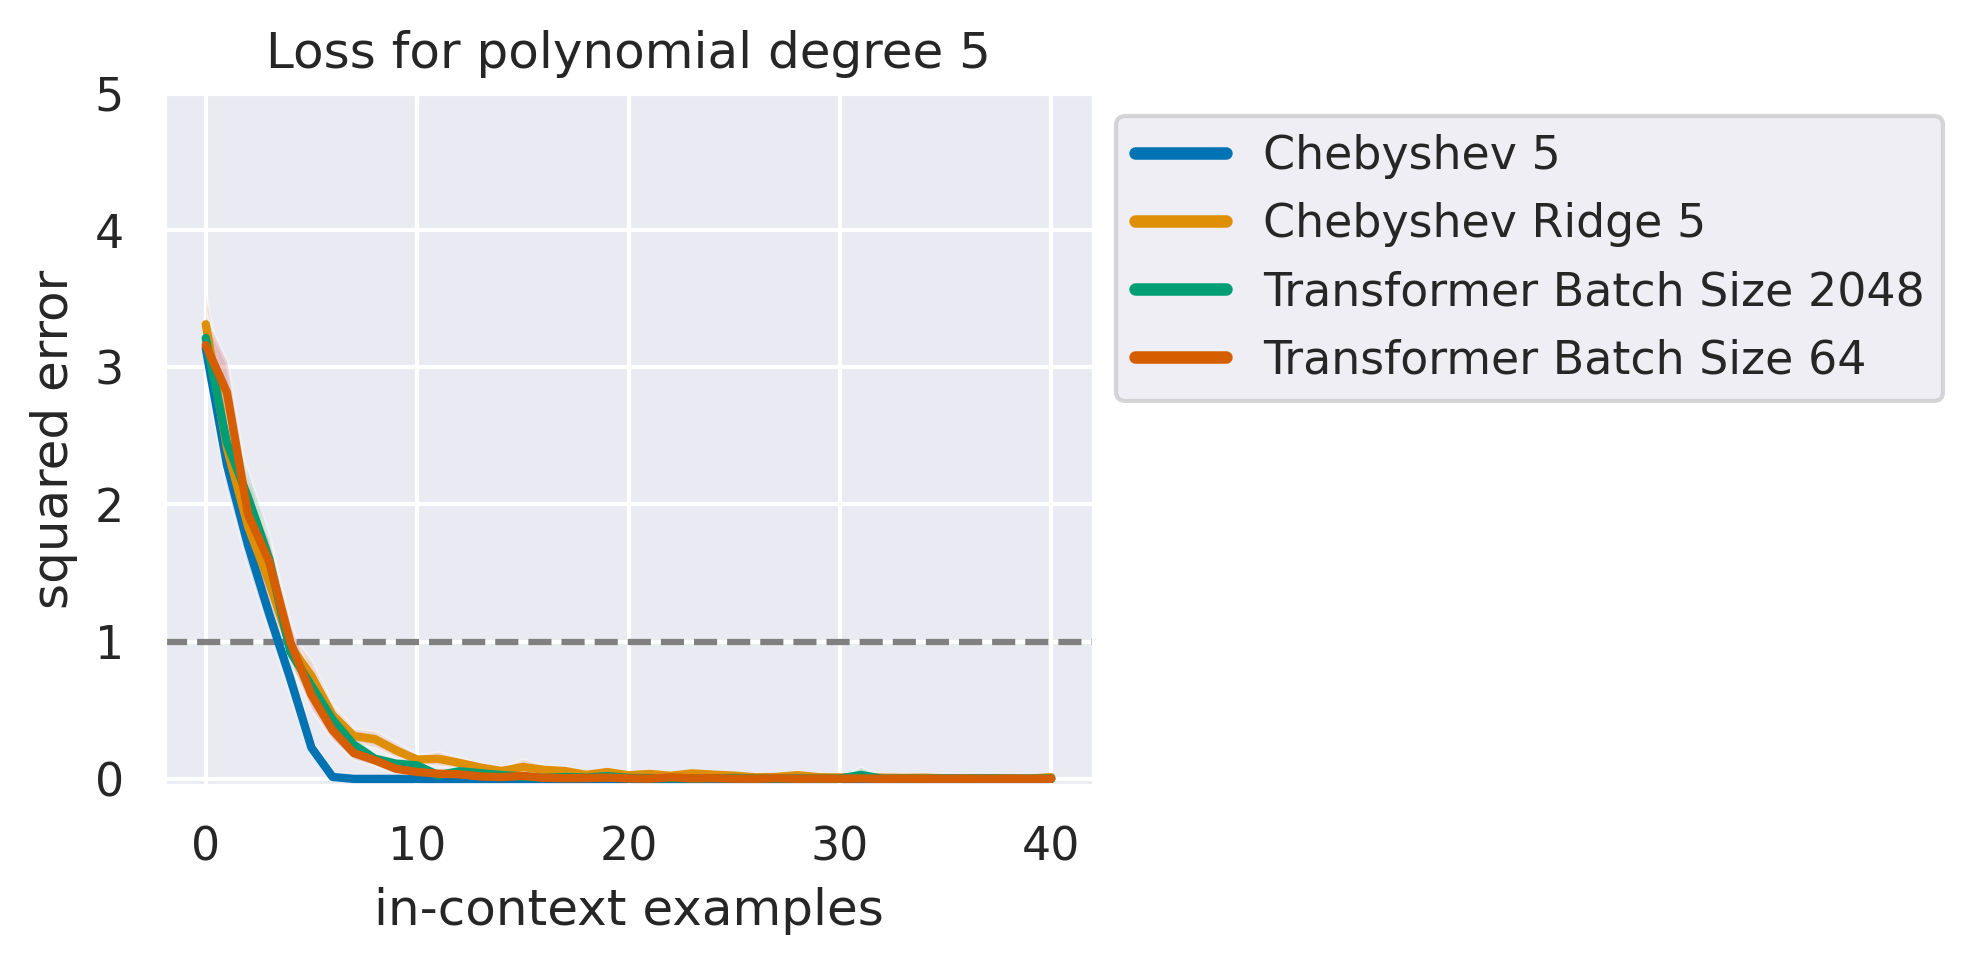 Loss for polynomial degree 5
5
4
3
2
1
0
squared error
0 10 20 30 40
in-context examples
Chebyshev 5
Chebyshev Ridge 5
Transformer Batch Size 2048
Transformer Batch Size 64